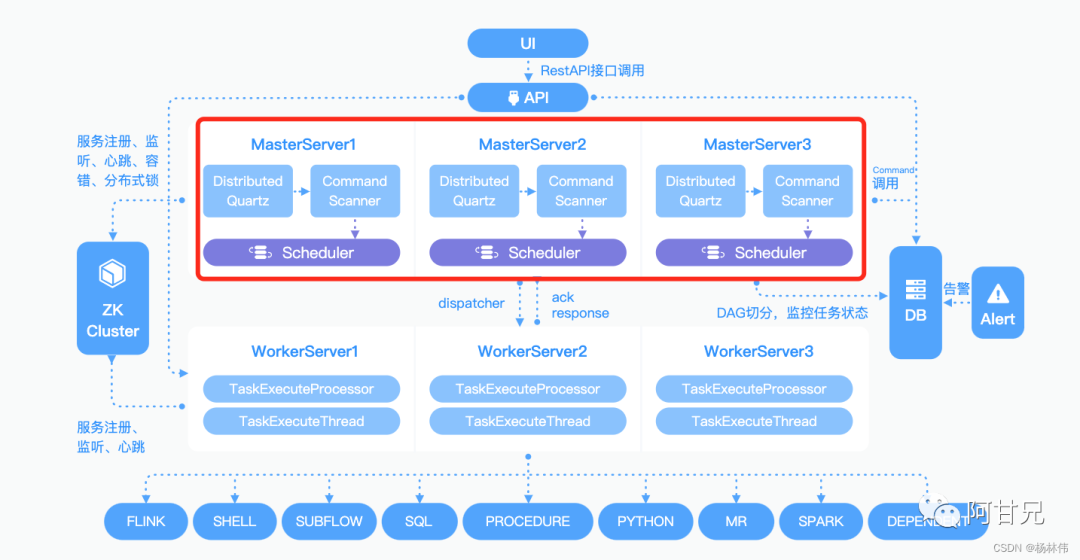 UI
RestAPI接口调用
API
服务注册、监
听、心跳、容
错、分布式锁
MasterServer1
MasterServer2
MasterServer3
Distributed
Quartz
Command
Scanner
Distributed
Quartz
Command
Scanner
Distributed
Quartz
Command
Scanner
Command
调用
Scheduler
Scheduler
Scheduler
ZK
Cluster
dispatcher
ack
response
DAG切分，监控任务状态
DB
告警
Alert
WorkerServer1
WorkerServer2
WorkerServer3
TaskExecuteProcessor
TaskExecuteProcessor
TaskExecuteProcessor
TaskExecuteThread
TaskExecuteThread
TaskExecuteThread
服务注册、
监听、心跳
FLINK
SHELL
SUBFLOW
SQL
PROCEDURE
PYTHON
MR
SPARK
阿甘兄
CSDN @杨林伟